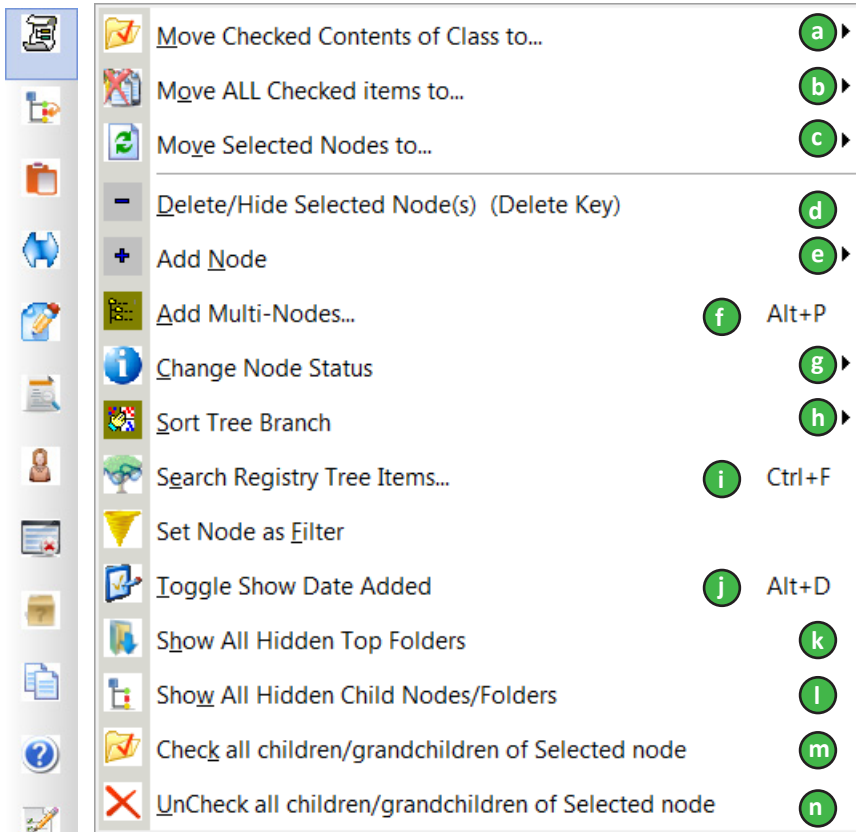 Move Checked Contents of Class to... a
Move ALL Checked items to... b
Move Selected Nodes to... c
Delete/Hide Selected Node(s) (Delete Key) d
Add Node e
Add Multi-Nodes... f Alt+P
Change Node Status g
Sort Tree Branch h
Search Registry Tree Items... i Ctrl+F
Set Node as Filter
Toggle Show Date Added j Alt+D
Show All Hidden Top Folders k
Show All Hidden Child Nodes/Folders l
Check all children/grandchildren of Selected node m
UnCheck all children/grandchildren of Selected node n